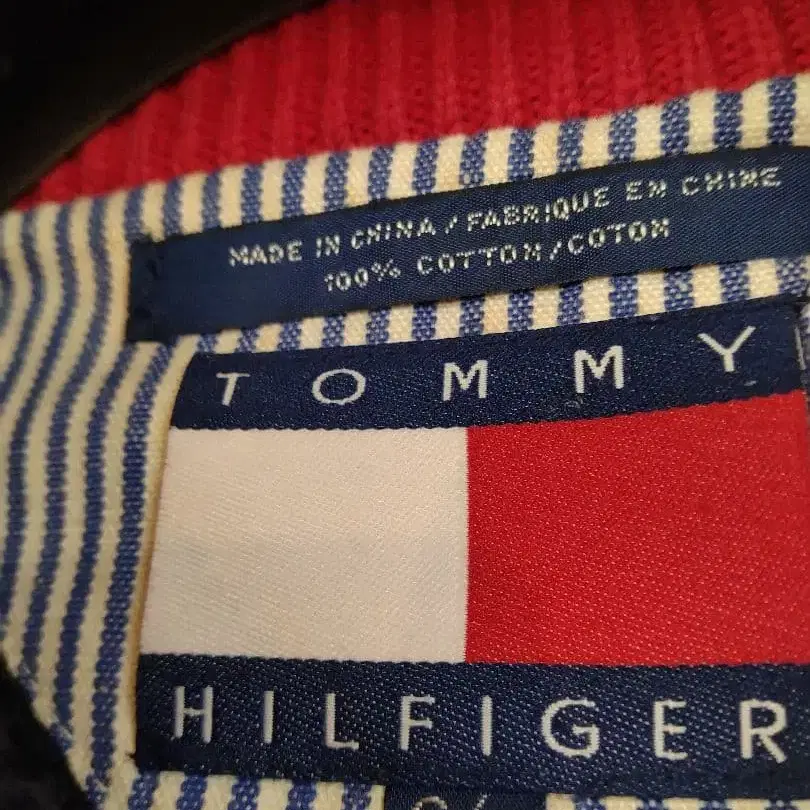 MADE IN CHINA / FABRIQUE EN CHINE
100% COTTON / COTON
TOMMY
HILFIGER